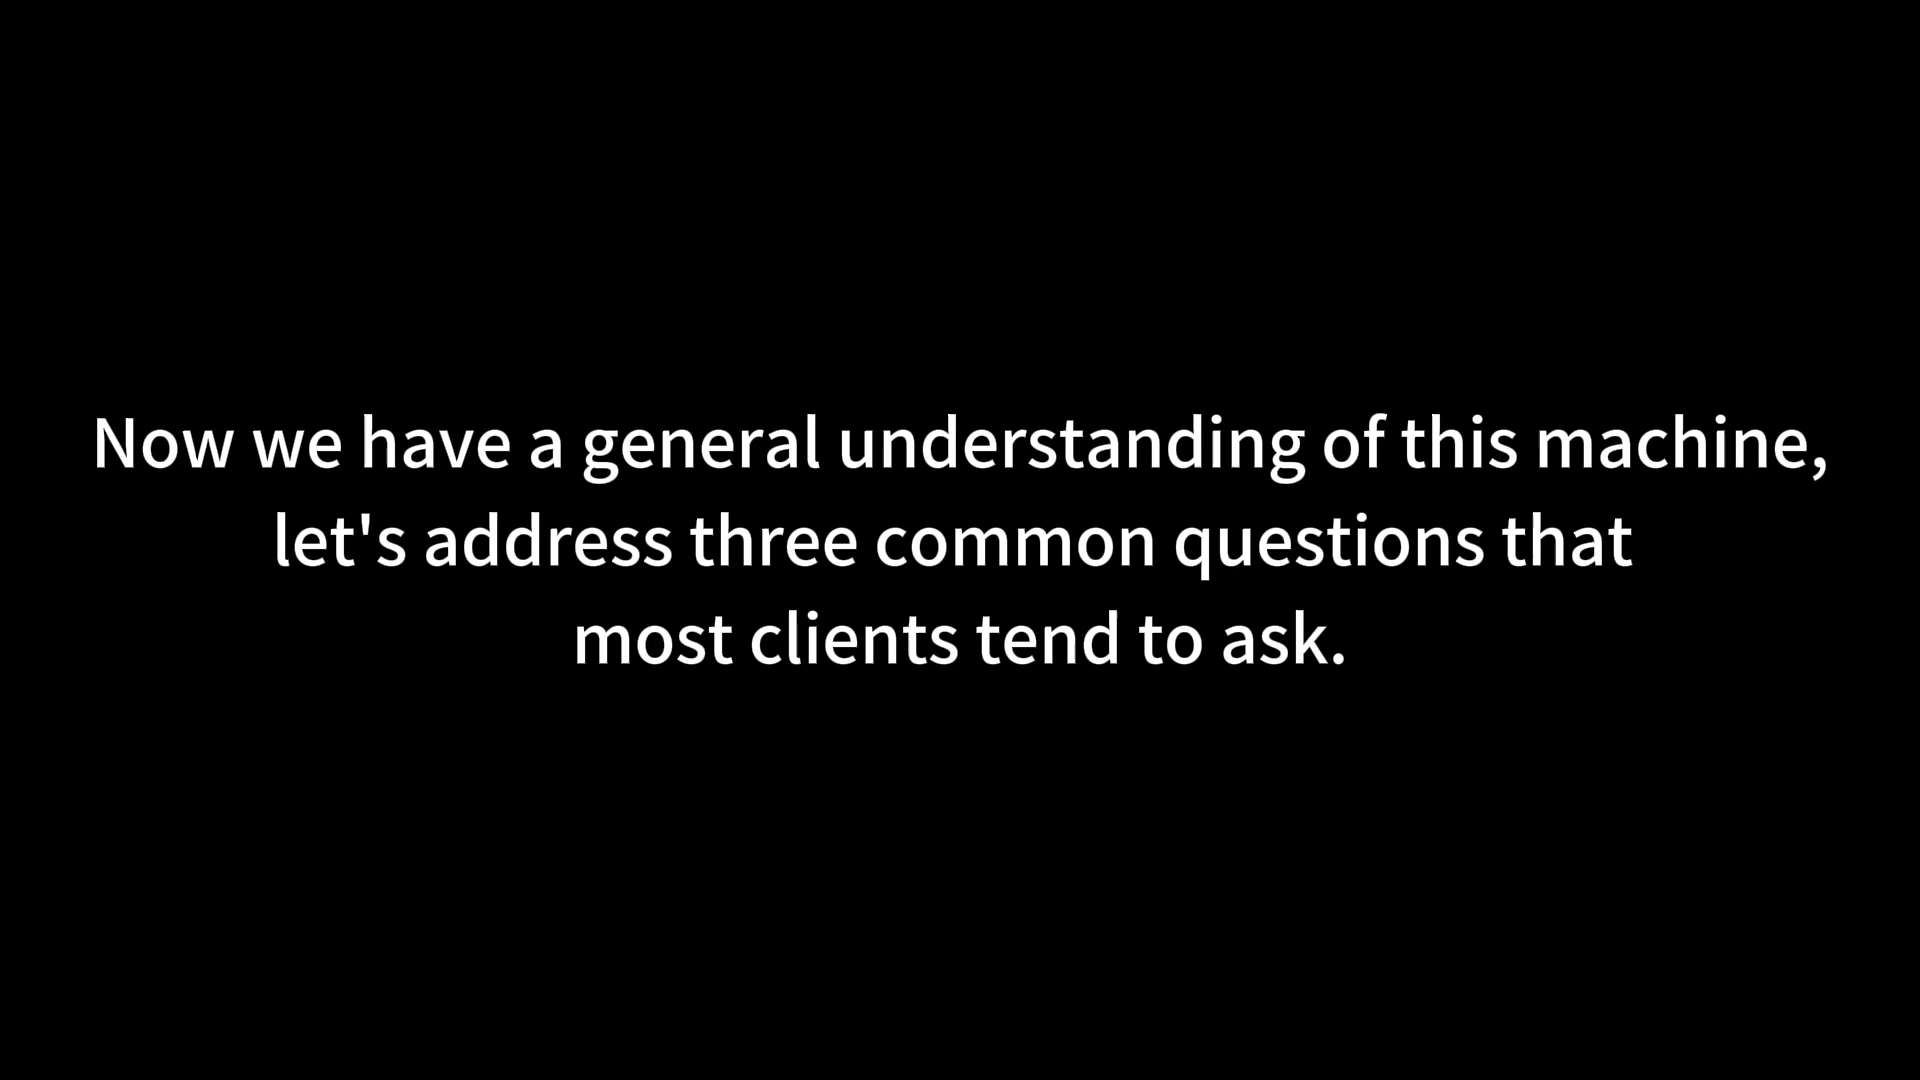 Now we have a general understanding of this machine,
let's address three common questions that
most clients tend to ask.